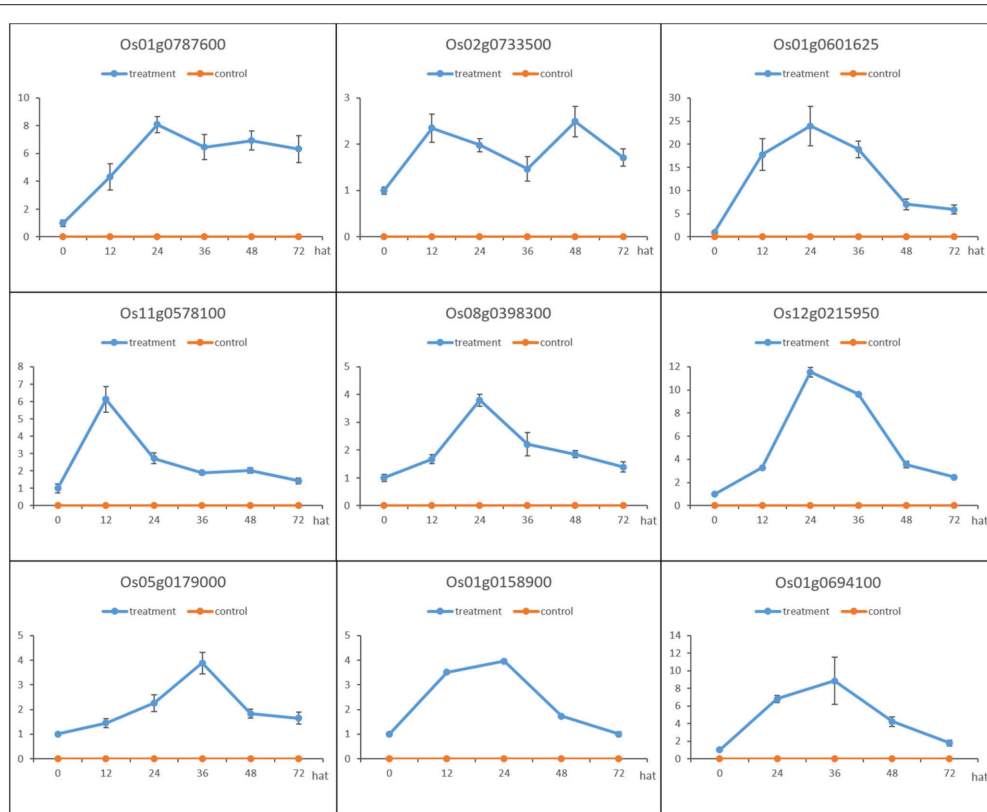 Os01g0787600
treatment control
10
8
6
4
2
0
0 12 24 36 48 72 hat
Os02g0733500
treatment control
3
2
1
0
0 12 24 36 48 72 hat
Os01g0601625
treatment control
30
25
20
15
10
5
0
0 12 24 36 48 72 hat
Os11g0578100
treatment control
8
7
6
5
4
3
2
1
0
0 12 24 36 48 72 hat
Os08g0398300
treatment control
5
4
3
2
1
0
0 12 24 36 48 72 hat
Os12g0215950
treatment control
12
10
8
6
4
2
0
0 12 24 36 48 72 hat
Os05g0179000
treatment control
5
4
3
2
1
0
0 12 24 36 48 72 hat
Os01g0158900
treatment control
5
4
3
2
1
0
0 12 24 48 72 hat
Os01g0694100
treatment control
14
12
10
8
6
4
2
0
0 24 36 48 72 hat